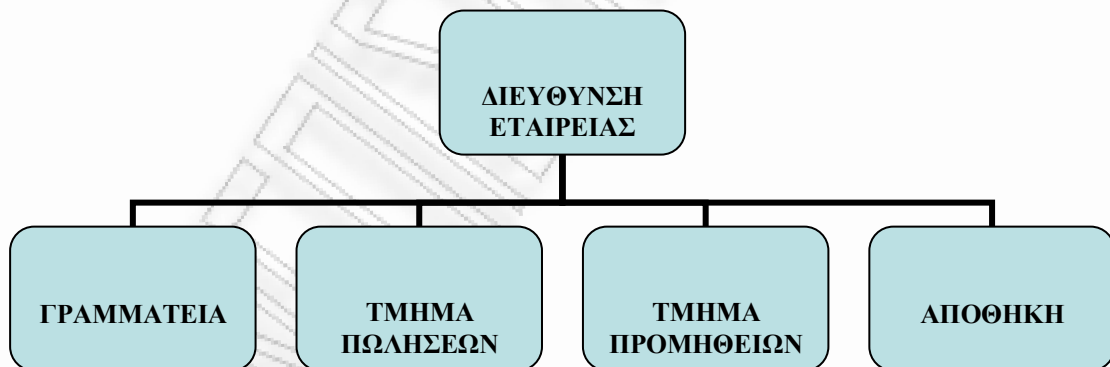 ΔΙΕΥΘΥΝΣΗ
ΕΤΑΙΡΕΙΑΣ
ΓΡΑΜΜΑΤΕΙΑ
ΤΜΗΜΑ
ΠΩΛΗΣΕΩΝ
ΤΜΗΜΑ
ΠΡΟΜΗΘΕΙΩΝ
ΑΠΟΘΗΚΗ